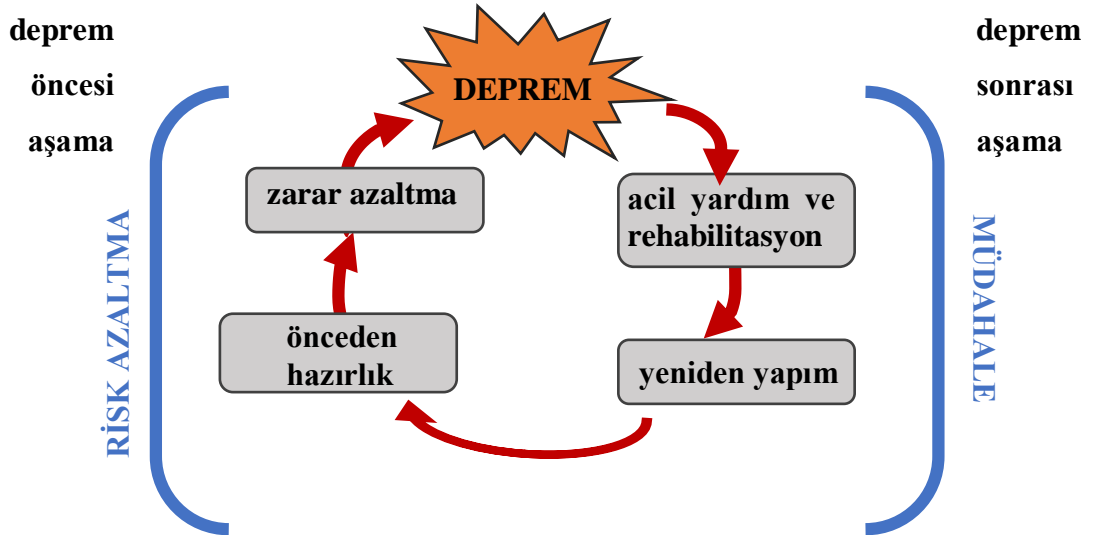 deprem
öncesi
aşama
deprem
sonrası
aşama
DEPREM
zarar azaltma
acil yardım ve
rehabilitasyon
önceden
hazırlık
yeniden yapım
RİSK AZALTMA
MÜDAHALE